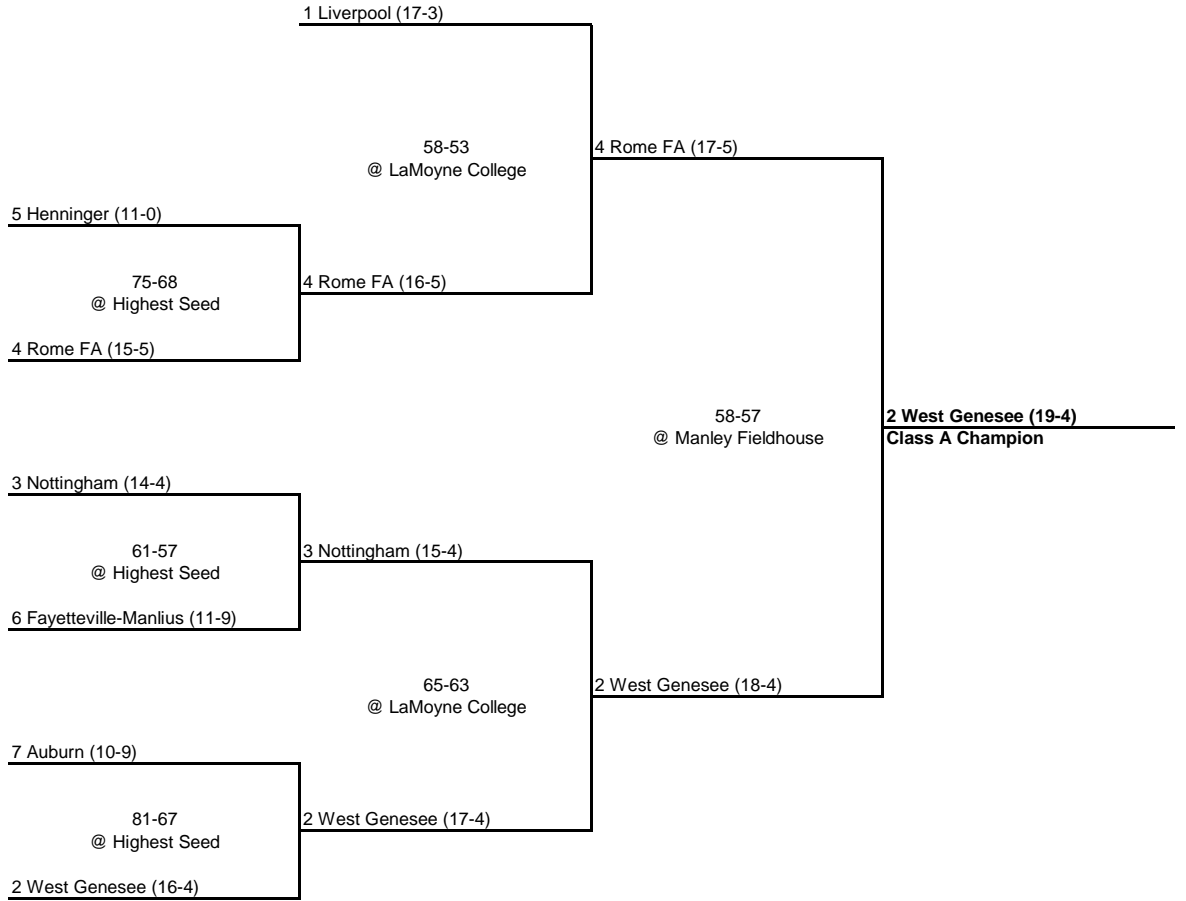 1 Liverpool (17-3)
58-53
@ LaMoyne College
4 Rome FA (17-5)
5 Henninger (11-0)
75-68
@ Highest Seed
4 Rome FA (16-5)
4 Rome FA (15-5)
58-57
@ Manley Fieldhouse
2 West Genesee (19-4)
Class A Champion
3 Nottingham (14-4)
61-57
@ Highest Seed
3 Nottingham (15-4)
6 Fayetteville-Manlius (11-9)
65-63
@ LaMoyne College
2 West Genesee (18-4)
7 Auburn (10-9)
81-67
@ Highest Seed
2 West Genesee (17-4)
2 West Genesee (16-4)